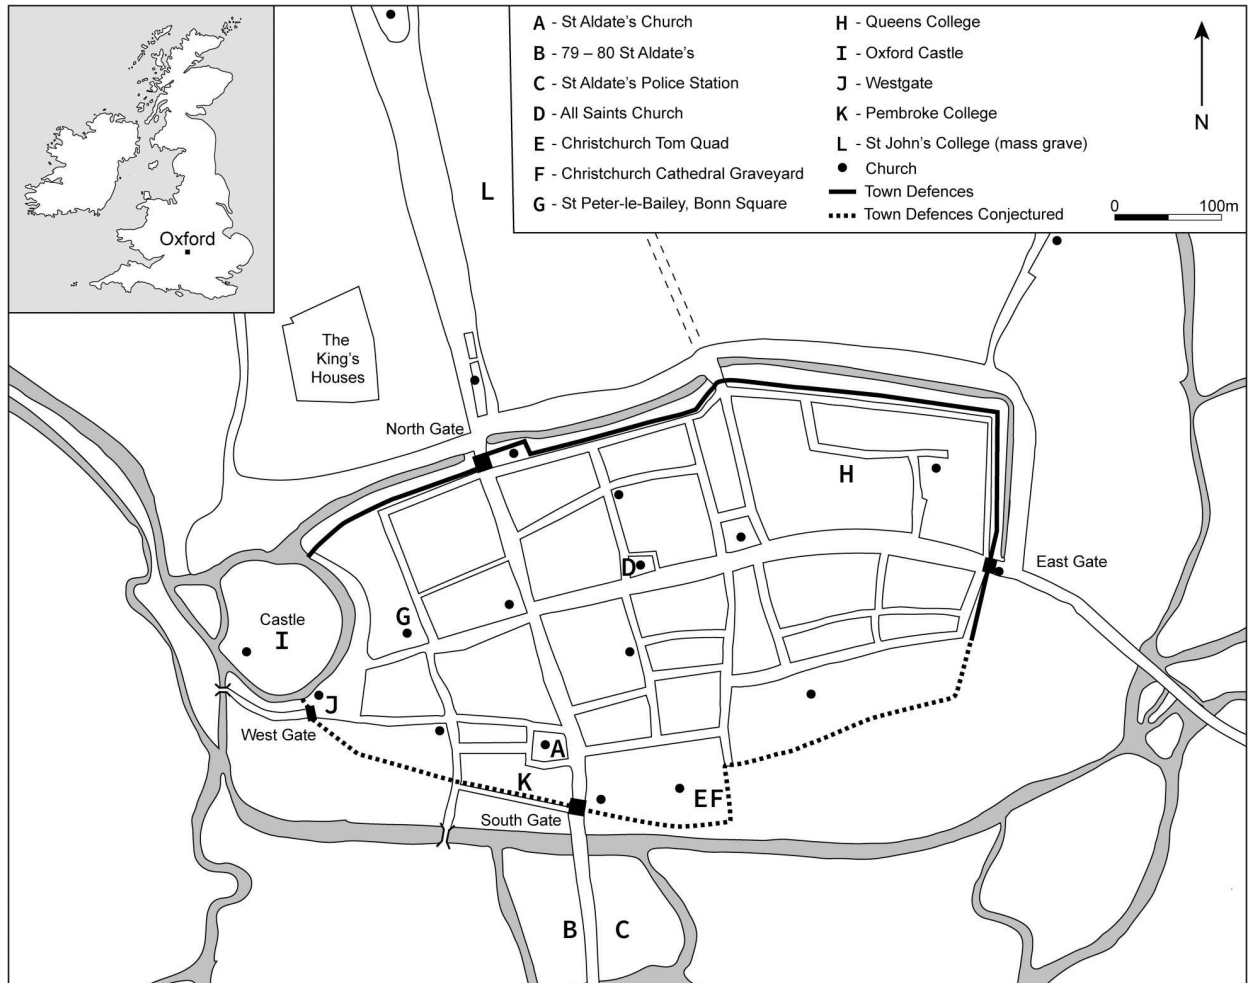 A - St Aldate's Church
B - 79 – 80 St Aldate's
C - St Aldate's Police Station
D - All Saints Church
E - Christchurch Tom Quad
F - Christchurch Cathedral Graveyard
G - St Peter-le-Bailey, Bonn Square
H - Queens College
I - Oxford Castle
J - Westgate
K - Pembroke College
L - St John's College (mass grave)
Church
Town Defences
Town Defences Conjectured
N
0 100m
Oxford
L
The
King's
Houses
North Gate
H
East Gate
D
Castle
I
G
J
West Gate
A
K
E F
South Gate
B
C